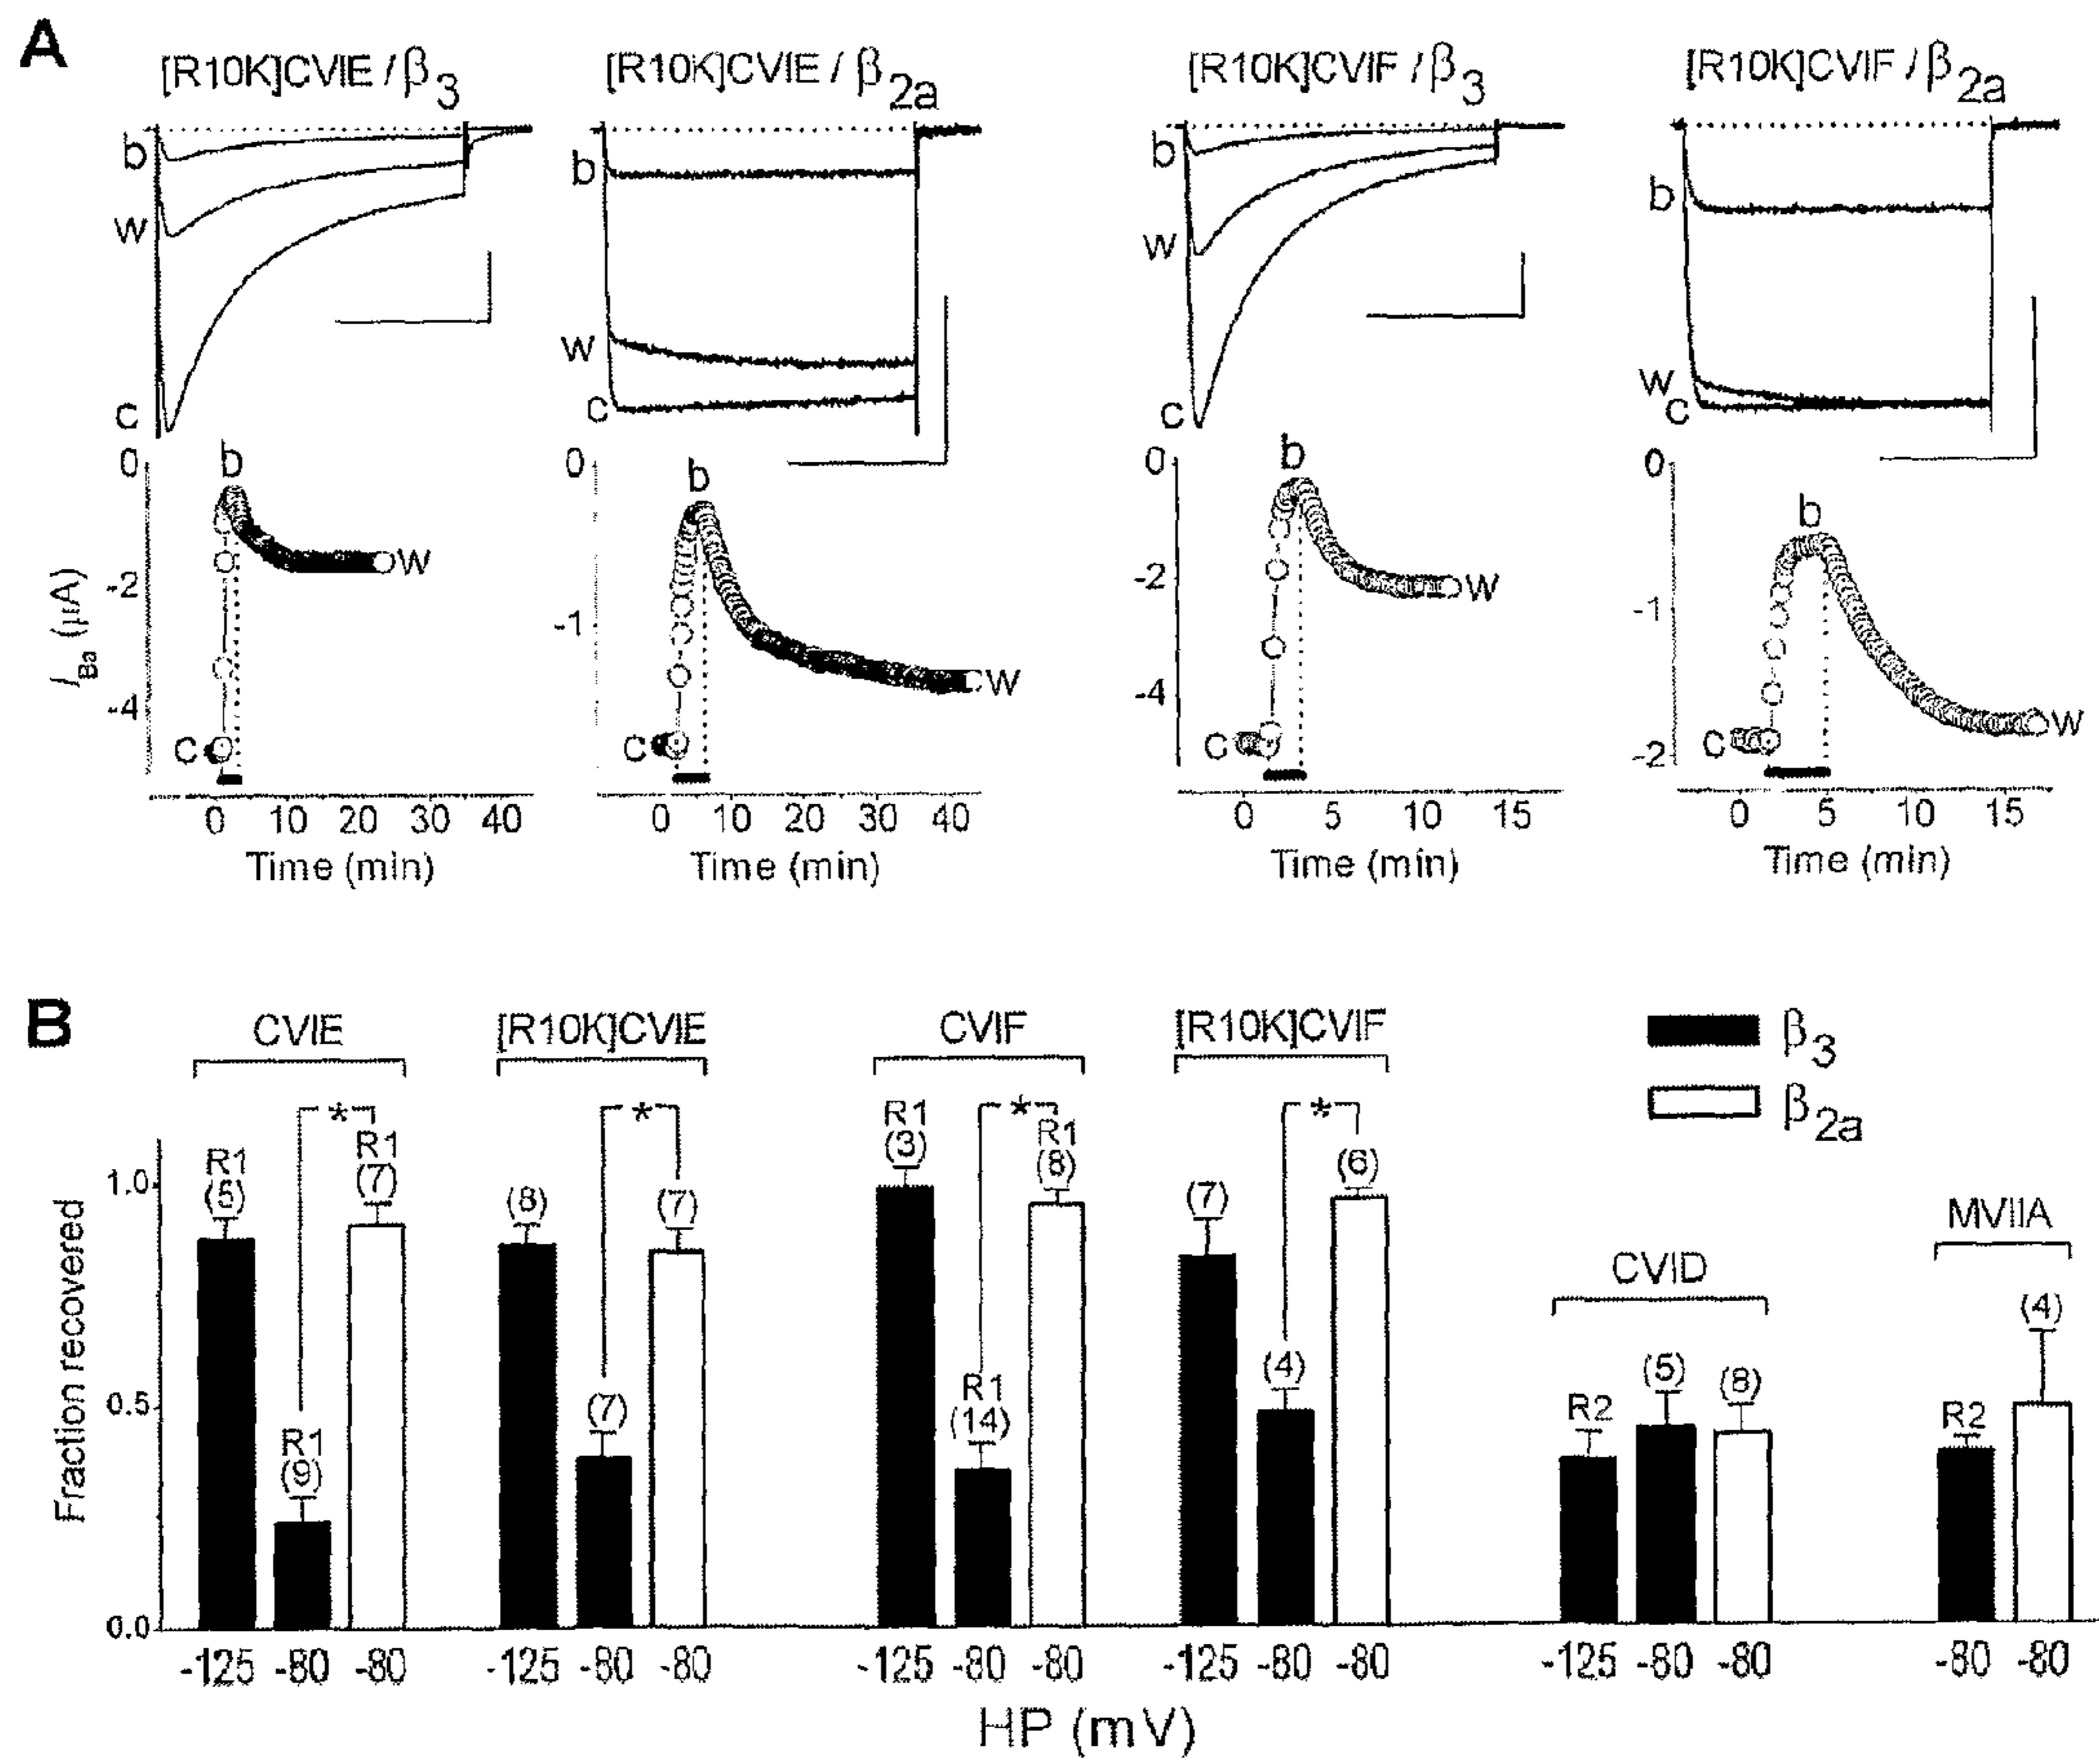 A
[R10K]CVIE / β3
[R10K]CVIE / β2a
[R10K]CVIF / β3
[R10K]CVIF / β2a
b
w
c
b
w
c
b
w
c
b
w
c
IBa (μA)
0
-2
-4
b
w
c
0 10 20 30 40
Time (min)
0
-1
b
w
c
0 10 20 30 40
Time (min)
0
-2
-4
b
w
c
0 5 10 15
Time (min)
0
-1
-2
b
w
c
0 5 10 15
Time (min)
B
CVIE
[R10K]CVIE
CVIF
[R10K]CVIF
CVID
MVIIA
β3
β2a
Fraction recovered
1.0
0.5
0.0
R1 (5)
R1 (9)
* R1 (7)
(8)
(7)
* (7)
R1 (3)
R1 (14)
* R1 (8)
(7)
(4)
* (6)
R2
(5)
(8)
R2
(4)
-125 -80 -80 -125 -80 -80 -125 -80 -80 -125 -80 -80 -125 -80 -80 -80 -80
HP (mV)